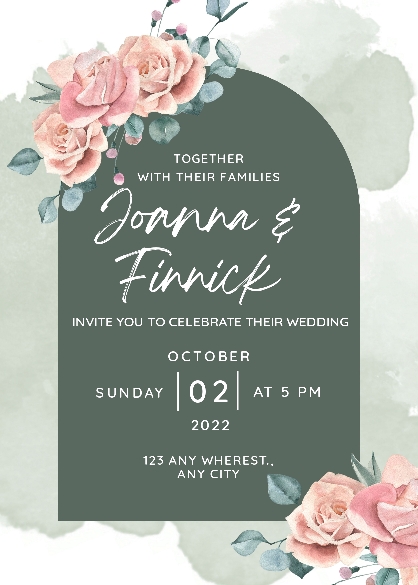 TOGETHER
WITH THEIR FAMILIES
Joanna &
Finnick
INVITE YOU TO CELEBRATE THEIR WEDDING
OCTOBER
SUNDAY | 02 | AT 5 PM
2022
123 ANY WHEREST.,
ANY CITY